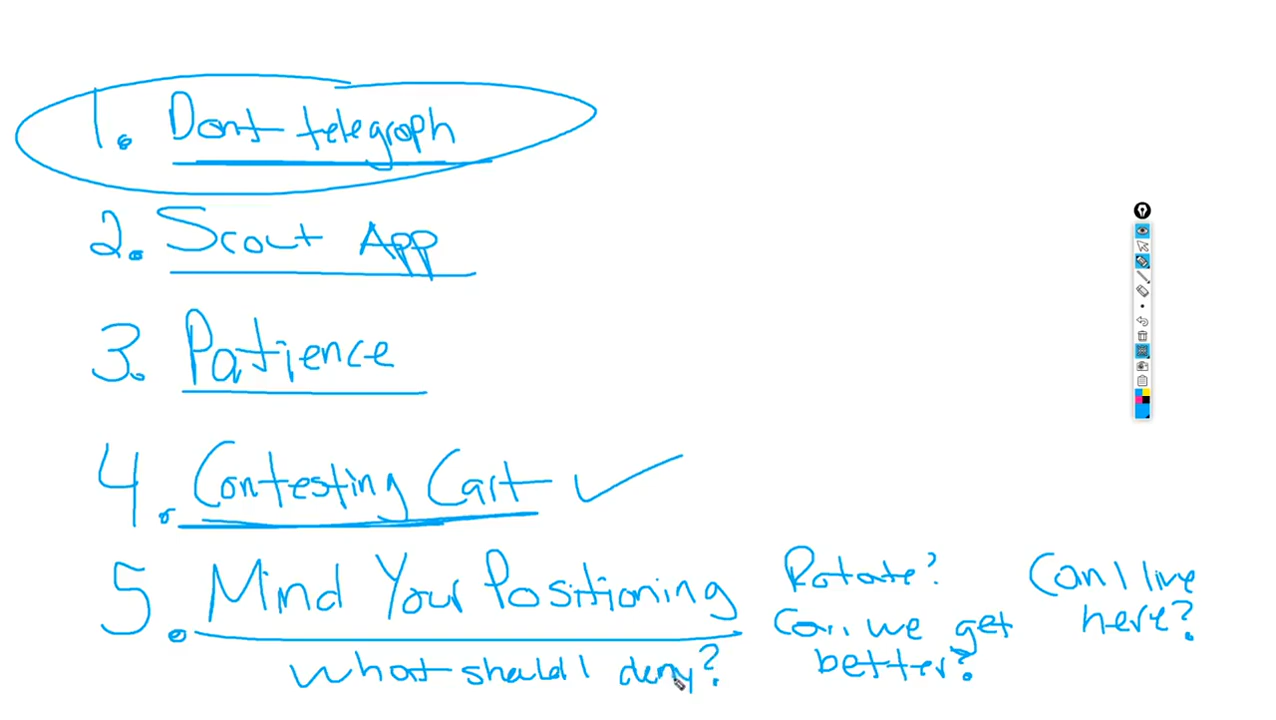 1. Dont telegraph
2. Scout App
3. Patience
4. Contesting Cart
5. Mind Your Positioning
What should I deny?
Rotate?
Can we get
better?
Can I live
here?